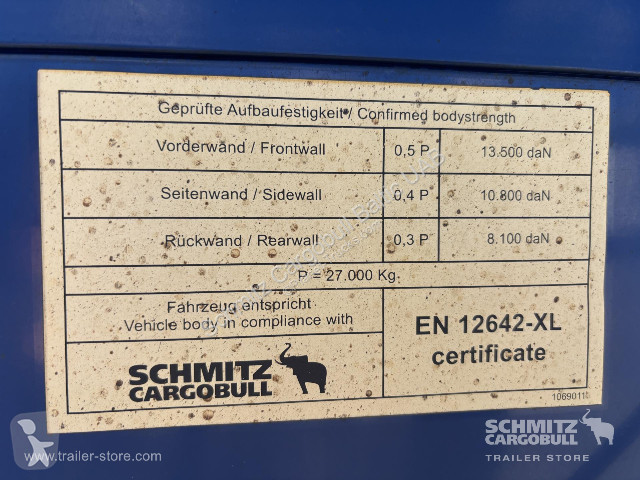 Geprüfte Aufbaufestigkeit / Confirmed bodystrength
Vorderwand / Frontwall 0,5 P 13.500 daN
Seitenwand / Sidewall 0,4 P 10.800 daN
Rückwand / Rearwall 0,3 P 8.100 daN
P = 27.000 Kg.
Fahrzeug entspricht
Vehicle body in compliance with
EN 12642-XL
certificate
SCHMITZ
CARGOBULL
SCHMITZ
CARGOBULL
TRAILER STORE
www.trailer-store.com